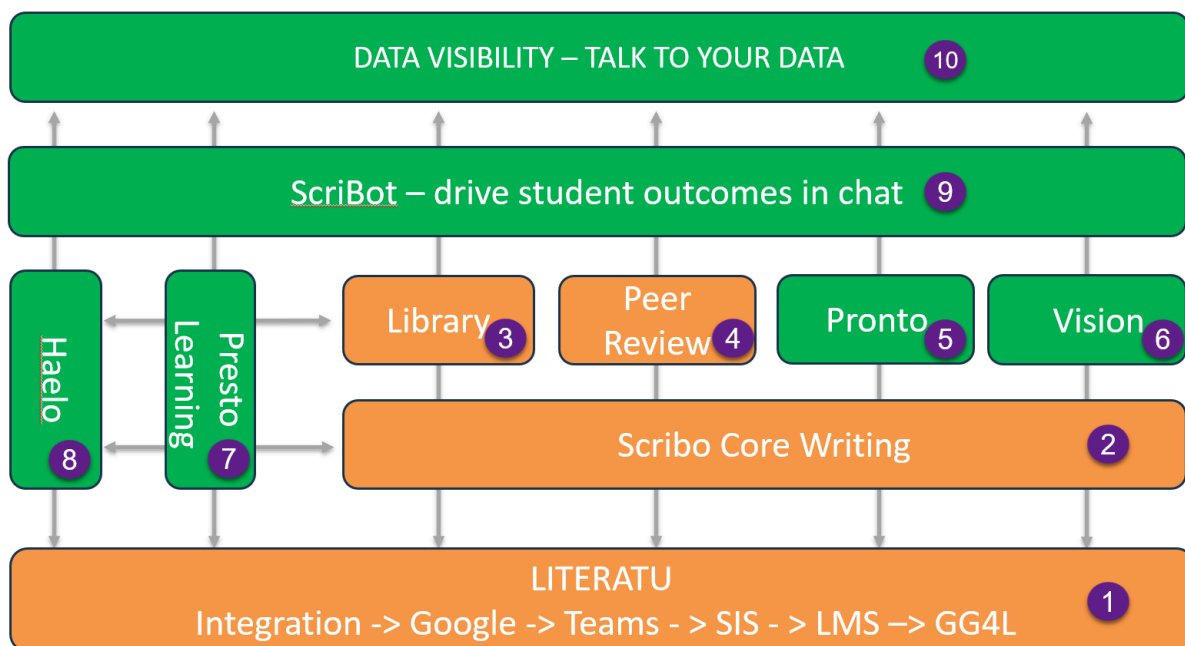 DATA VISIBILITY – TALK TO YOUR DATA
10
ScriBot – drive student outcomes in chat
9
Haelo
8
Presto
Learning
7
Library
3
Peer
Review
4
Pronto
5
Vision
6
Scribo Core Writing
2
LITERATU
1
Integration -> Google -> Teams - > SIS - > LMS –> GG4L